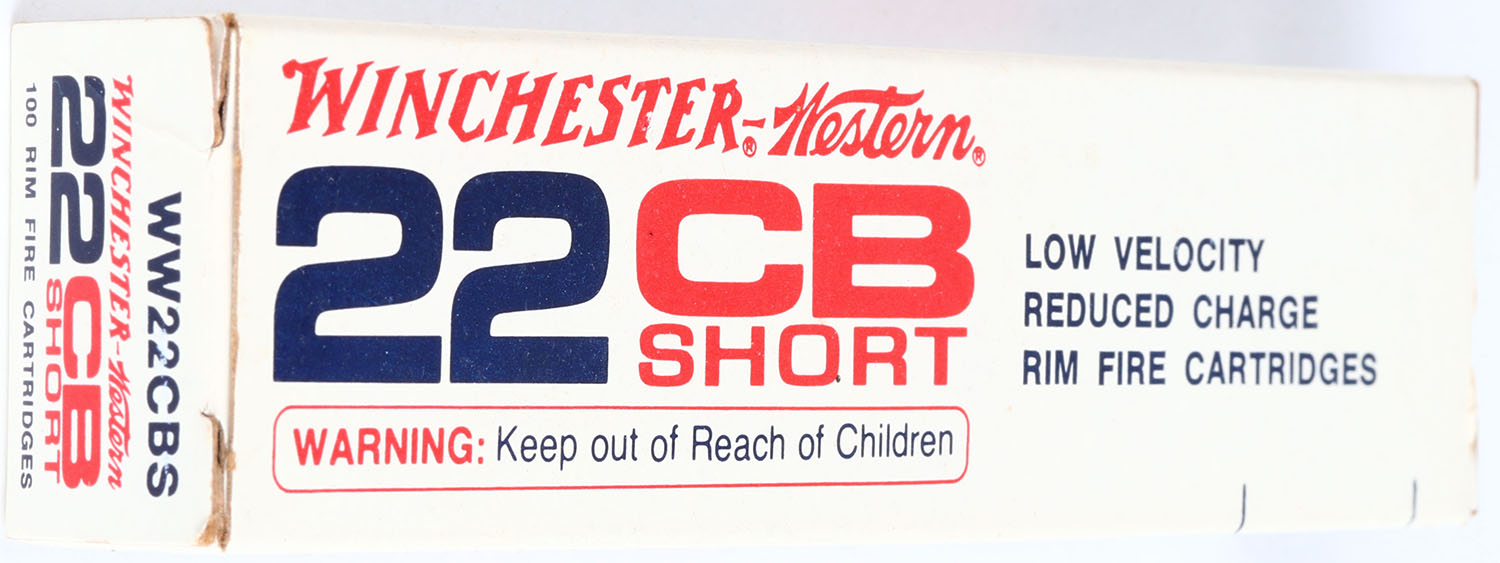 WINCHESTER®-Western®
22 CB
SHORT
WARNING: Keep out of Reach of Children
LOW VELOCITY
REDUCED CHARGE
RIM FIRE CARTRIDGES
WW22CBS
WINCHESTER-Western
22 CB
SHORT
100 RIM FIRE CARTRIDGES